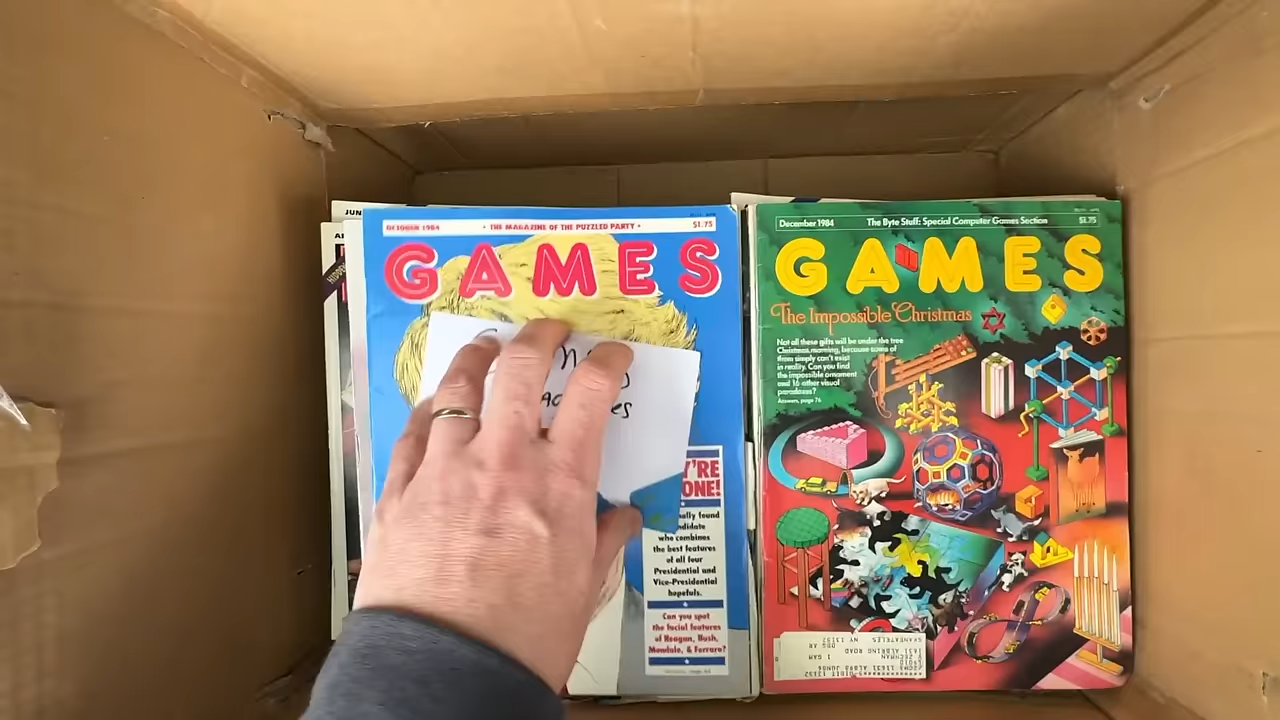 JUN
OCTOBER 1984
• THE MAGAZINE OF THE PUZZLED PARTY •
$1.75
GAMES
who combines
the best features
of all four
Presidential and
Vice-Presidential
hopefuls.
Can you spot
the facial features
of Reagan, Bush,
Mondale, & Ferraro?
December 1984
The Byte Stuff: Special Computer Games Section
$1.75
GAMES
The Impossible Christmas
Not all these gifts will be under the tree
Christmas morning, because some of
them simply can't exist
in reality. Can you find
the impossible ornament
and 16 other visual
paradoxes?
Answers, page 76